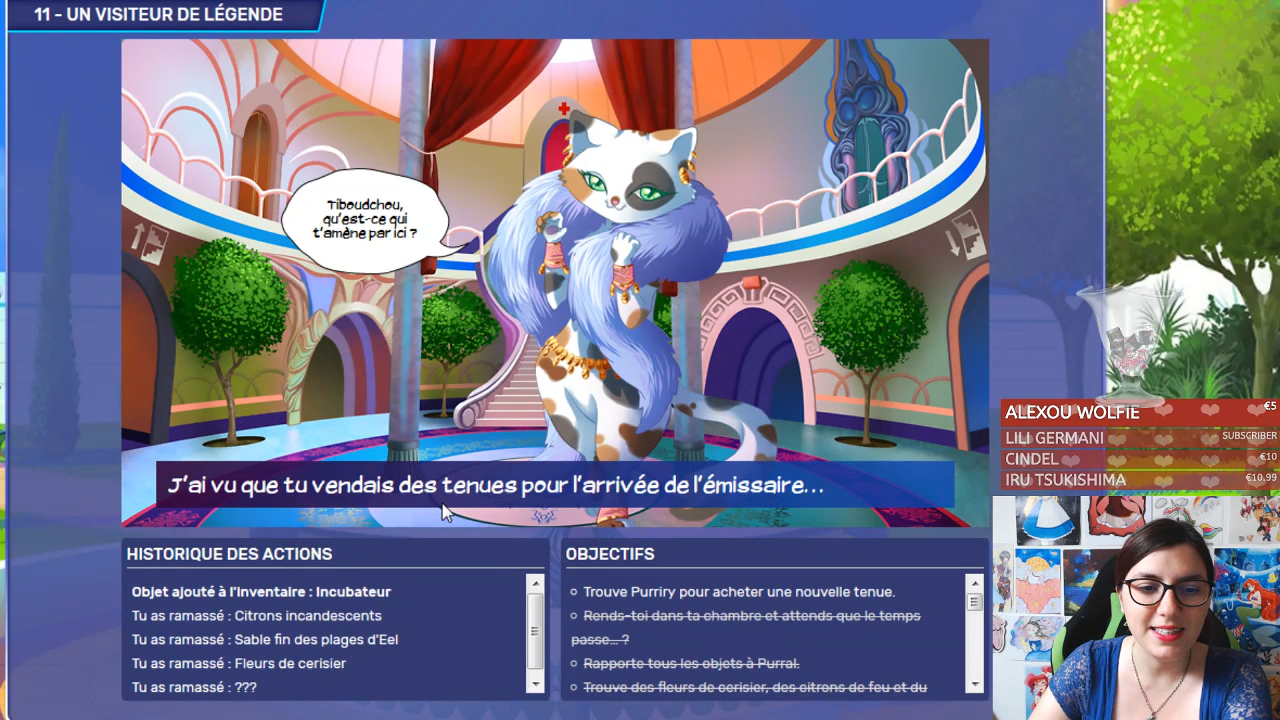 11 - UN VISITEUR DE LÉGENDE
Tiboudchou,
qu'est-ce qui
t'amène par ici ?
J'ai vu que tu vendais des tenues pour l'arrivée de l'émissaire...
HISTORIQUE DES ACTIONS
Objet ajouté à l'inventaire : Incubateur
Tu as ramassé : Citrons incandescents
Tu as ramassé : Sable fin des plages d'Eel
Tu as ramassé : Fleurs de cerisier
Tu as ramassé : ???
OBJECTIFS
Trouve Purriry pour acheter une nouvelle tenue.
Rends-toi dans ta chambre et attends que le temps
passe... ?
Rapporte tous les objets à Purral.
Trouve des fleurs de cerisier, des citrons de feu et du
ALEXOU WOLFIE €5
LILI GERMANI SUBSCRIBER
CINDEL €10
IRU TSUKISHIMA €10.99